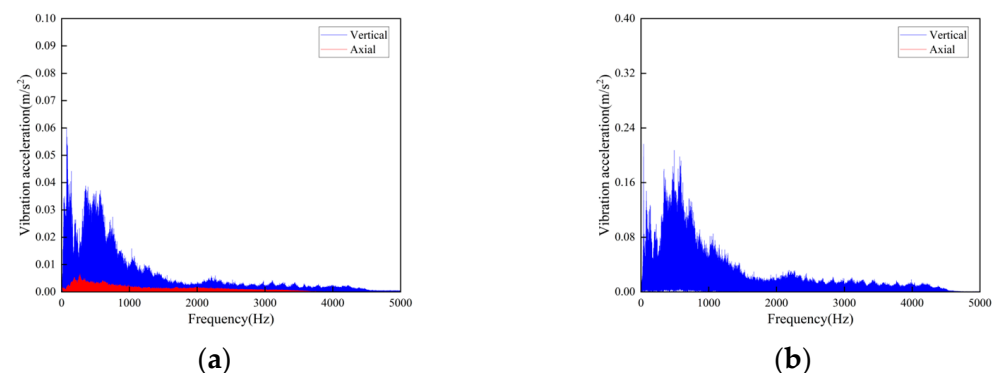 0.10
0.09
0.08
0.07
0.06
0.05
0.04
0.03
0.02
0.01
0.00
Vibration acceleration(m/s²)
Vertical
Axial
0 1000 2000 3000 4000 5000
Frequency(Hz)
(a)
0.40
0.32
0.24
0.16
0.08
0.00
Vibration acceleration(m/s²)
Vertical
Axial
0 1000 2000 3000 4000 5000
Frequency(Hz)
(b)